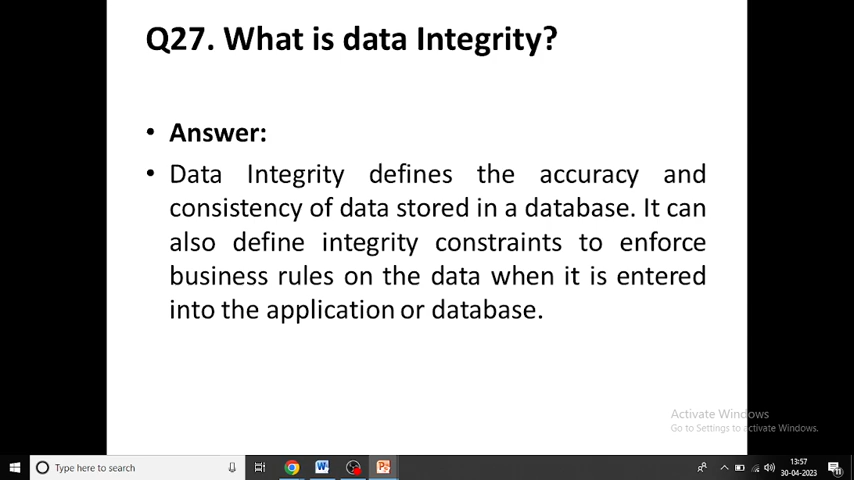 Q27. What is data Integrity?
• Answer:
• Data Integrity defines the accuracy and
consistency of data stored in a database. It can
also define integrity constraints to enforce
business rules on the data when it is entered
into the application or database.
Activate Windows
Go to Settings to activate Windows.
Type here to search
13:57
30-04-2023
11